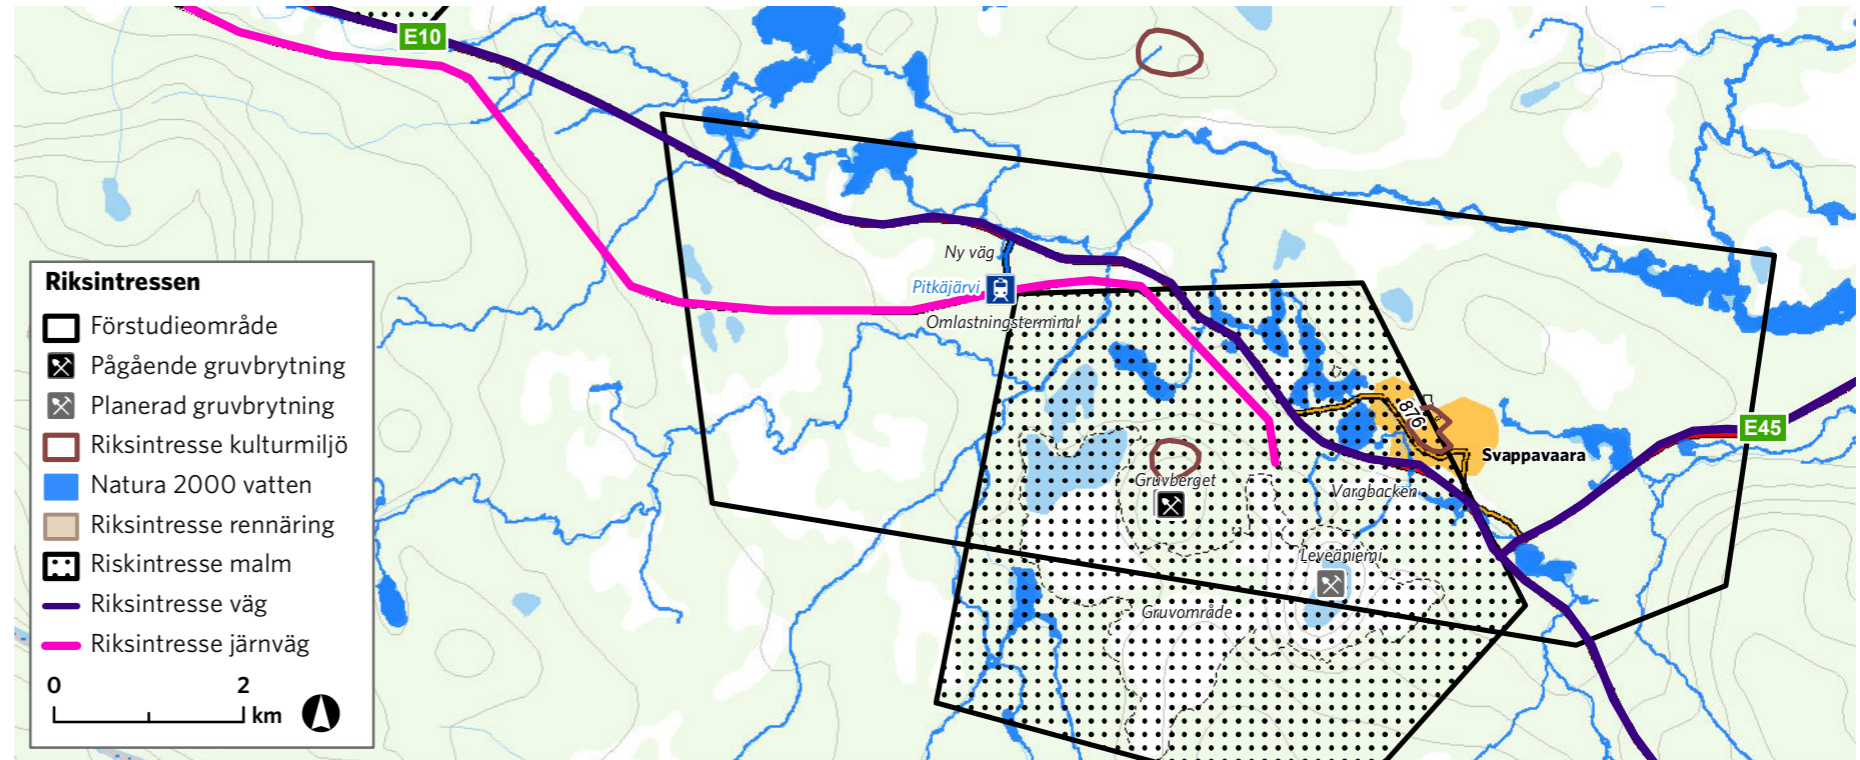 E10
Ny väg
Pitkäjärvi
Omlastningsterminal
876
E45
Svappavaara
Gruvberget
Vargbacken
Leveäniemi
Gruvområde
Riksintressen
Förstudieområde
Pågående gruvbrytning
Planerad gruvbrytning
Riksintresse kulturmiljö
Natura 2000 vatten
Riksintresse rennäring
Riskintresse malm
Riksintresse väg
Riksintresse järnväg
0 2
km